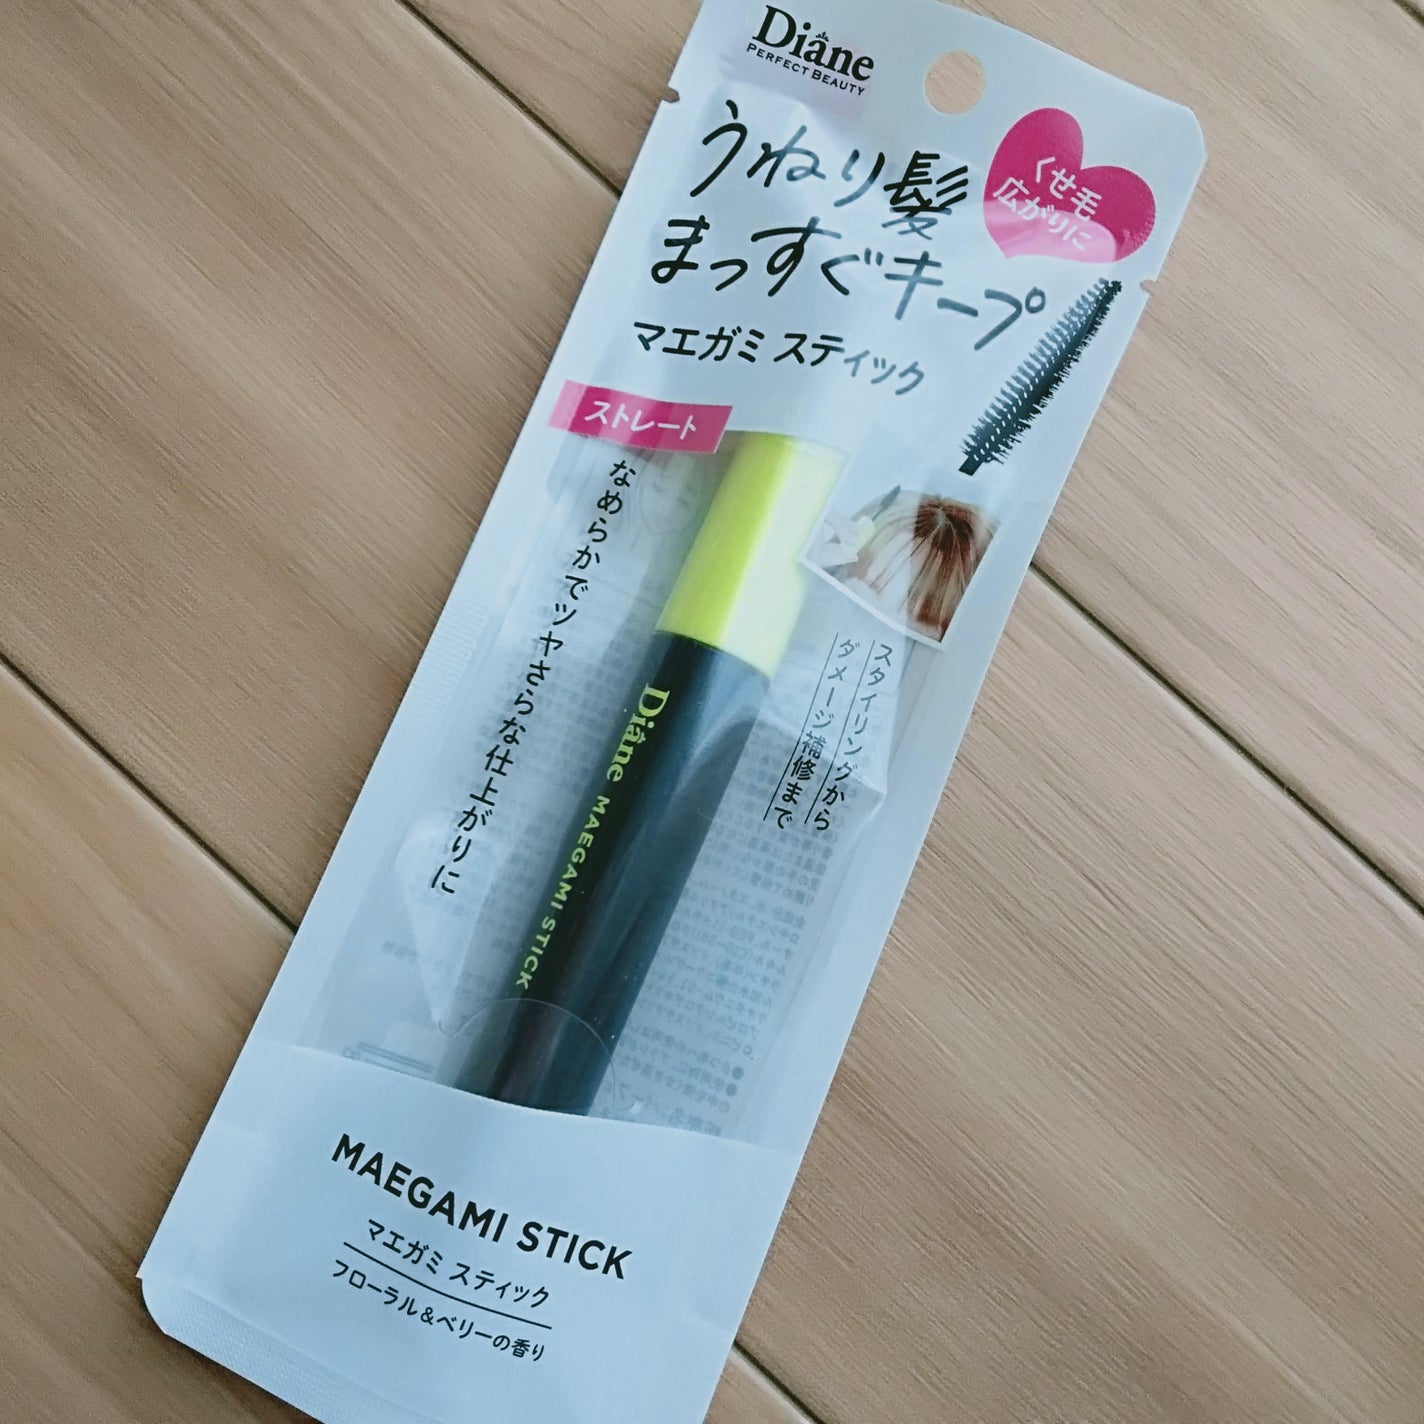 Diane
PERFECT BEAUTY
くせ毛
広がりに
うねり髪
まっすぐキープ
マエガミ スティック
ストレート
なめらかでツヤさらな仕上がりに
スタイリングから
ダメージ補修まで
Diane MAEGAMI STICK
MAEGAMI STICK
マエガミ スティック
フローラル&ベリーの香り